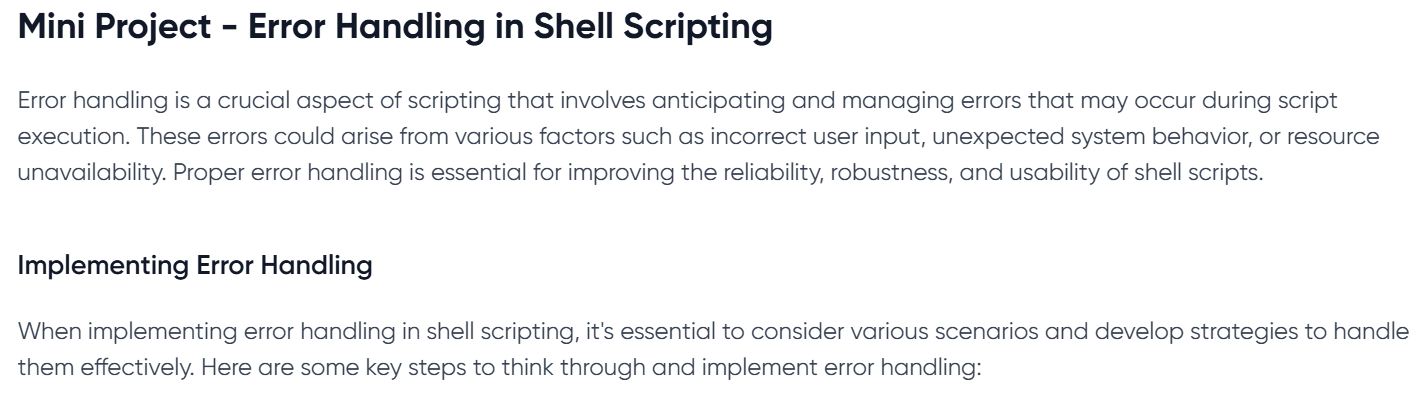 Mini Project - Error Handling in Shell Scripting
Error handling is a crucial aspect of scripting that involves anticipating and managing errors that may occur during script
execution. These errors could arise from various factors such as incorrect user input, unexpected system behavior, or resource
unavailability. Proper error handling is essential for improving the reliability, robustness, and usability of shell scripts.
Implementing Error Handling
When implementing error handling in shell scripting, it's essential to consider various scenarios and develop strategies to handle
them effectively. Here are some key steps to think through and implement error handling: